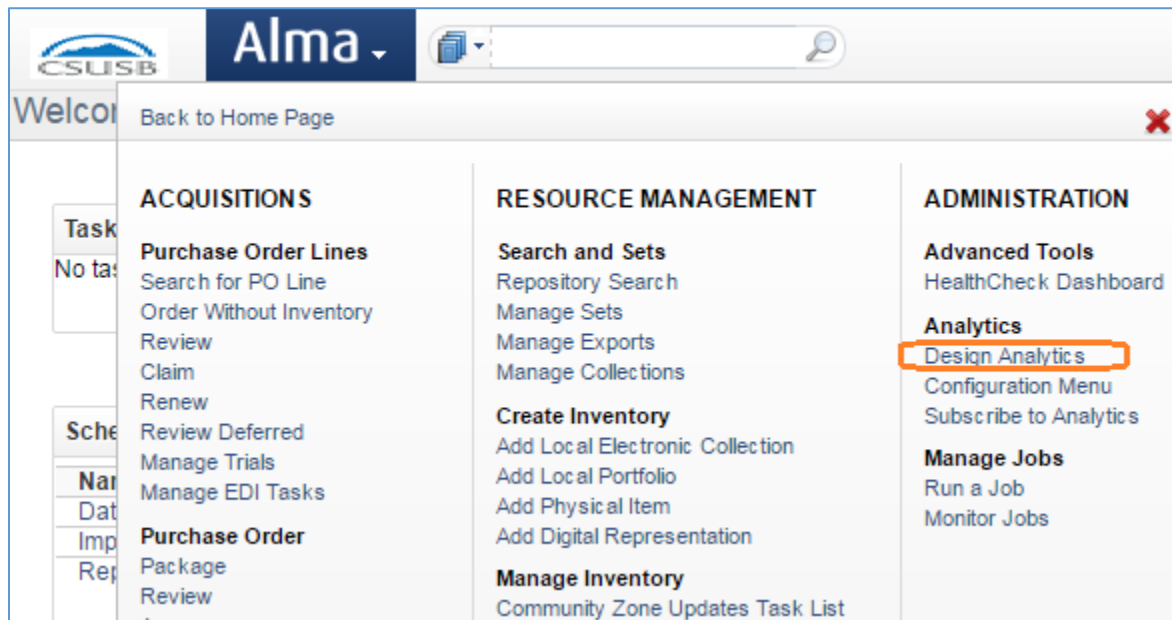 CSUSB
Alma
Welco
Back to Home Page
Task
No tas
Sche
Nar
Dat
Imp
Rep
ACQUISITIONS
Purchase Order Lines
Search for PO Line
Order Without Inventory
Review
Claim
Renew
Review Deferred
Manage Trials
Manage EDI Tasks
Purchase Order
Package
Review
RESOURCE MANAGEMENT
Search and Sets
Repository Search
Manage Sets
Manage Exports
Manage Collections
Create Inventory
Add Local Electronic Collection
Add Local Portfolio
Add Physical Item
Add Digital Representation
Manage Inventory
Community Zone Updates Task List
ADMINISTRATION
Advanced Tools
HealthCheck Dashboard
Analytics
Design Analytics
Configuration Menu
Subscribe to Analytics
Manage Jobs
Run a Job
Monitor Jobs